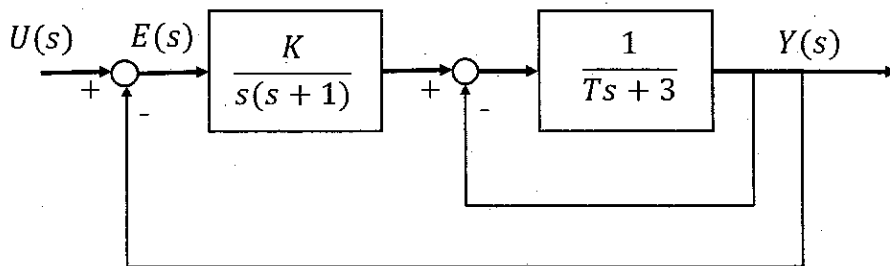 U(s) E(s) K/(s(s + 1)) 1/(Ts + 3) Y(s)
+ - + -